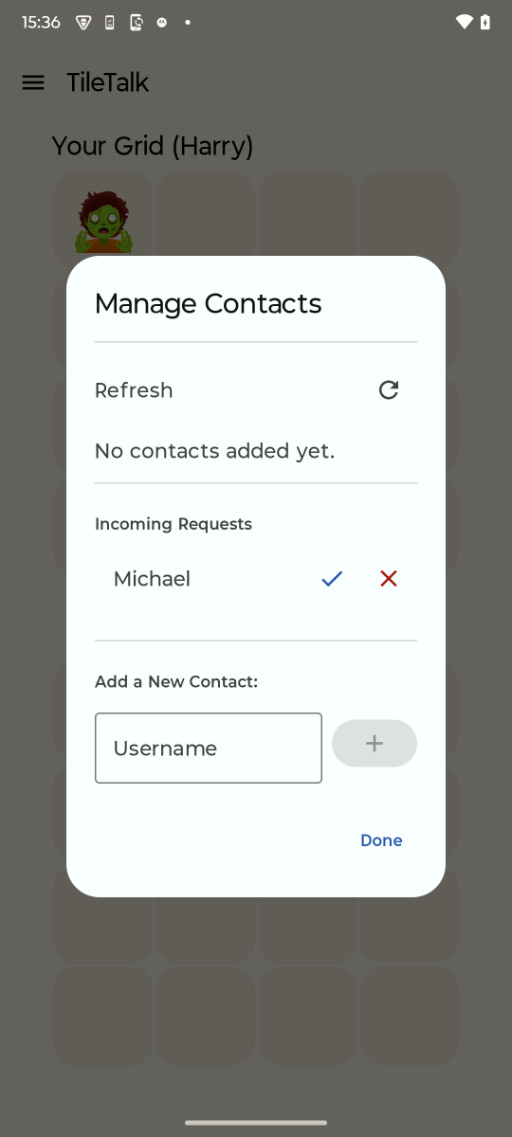 15:36
TileTalk
Your Grid (Harry)
Manage Contacts
Refresh
No contacts added yet.
Incoming Requests
Michael
Add a New Contact:
Username
Done